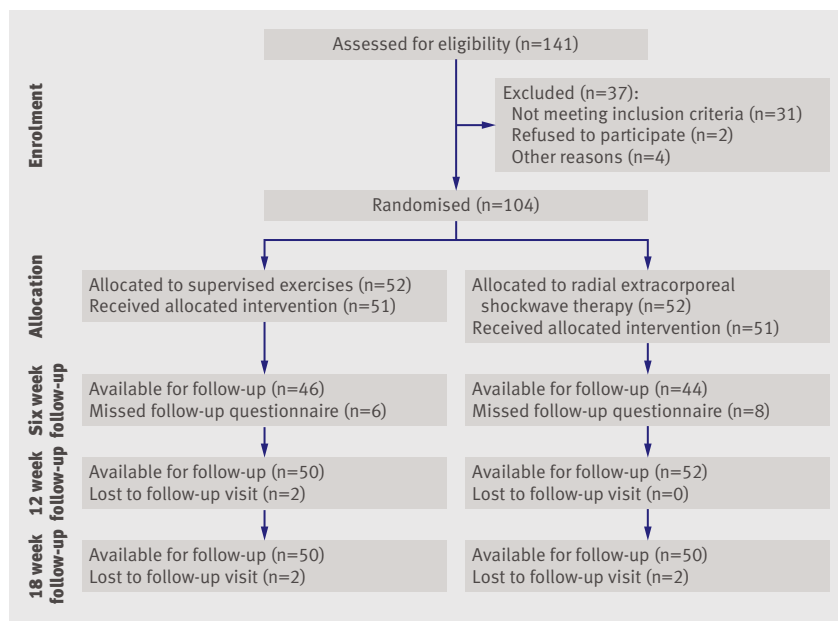 Assessed for eligibility (n=141)
Excluded (n=37):
Not meeting inclusion criteria (n=31)
Refused to participate (n=2)
Other reasons (n=4)
Enrolment
Randomised (n=104)
Allocation
Allocated to supervised exercises (n=52)
Received allocated intervention (n=51)
Allocated to radial extracorporeal
shockwave therapy (n=52)
Received allocated intervention (n=51)
Six week
follow-up
Available for follow-up (n=46)
Missed follow-up questionnaire (n=6)
Available for follow-up (n=44)
Missed follow-up questionnaire (n=8)
12 week
follow-up
Available for follow-up (n=50)
Lost to follow-up visit (n=2)
Available for follow-up (n=52)
Lost to follow-up visit (n=0)
18 week
follow-up
Available for follow-up (n=50)
Lost to follow-up visit (n=2)
Available for follow-up (n=50)
Lost to follow-up visit (n=2)